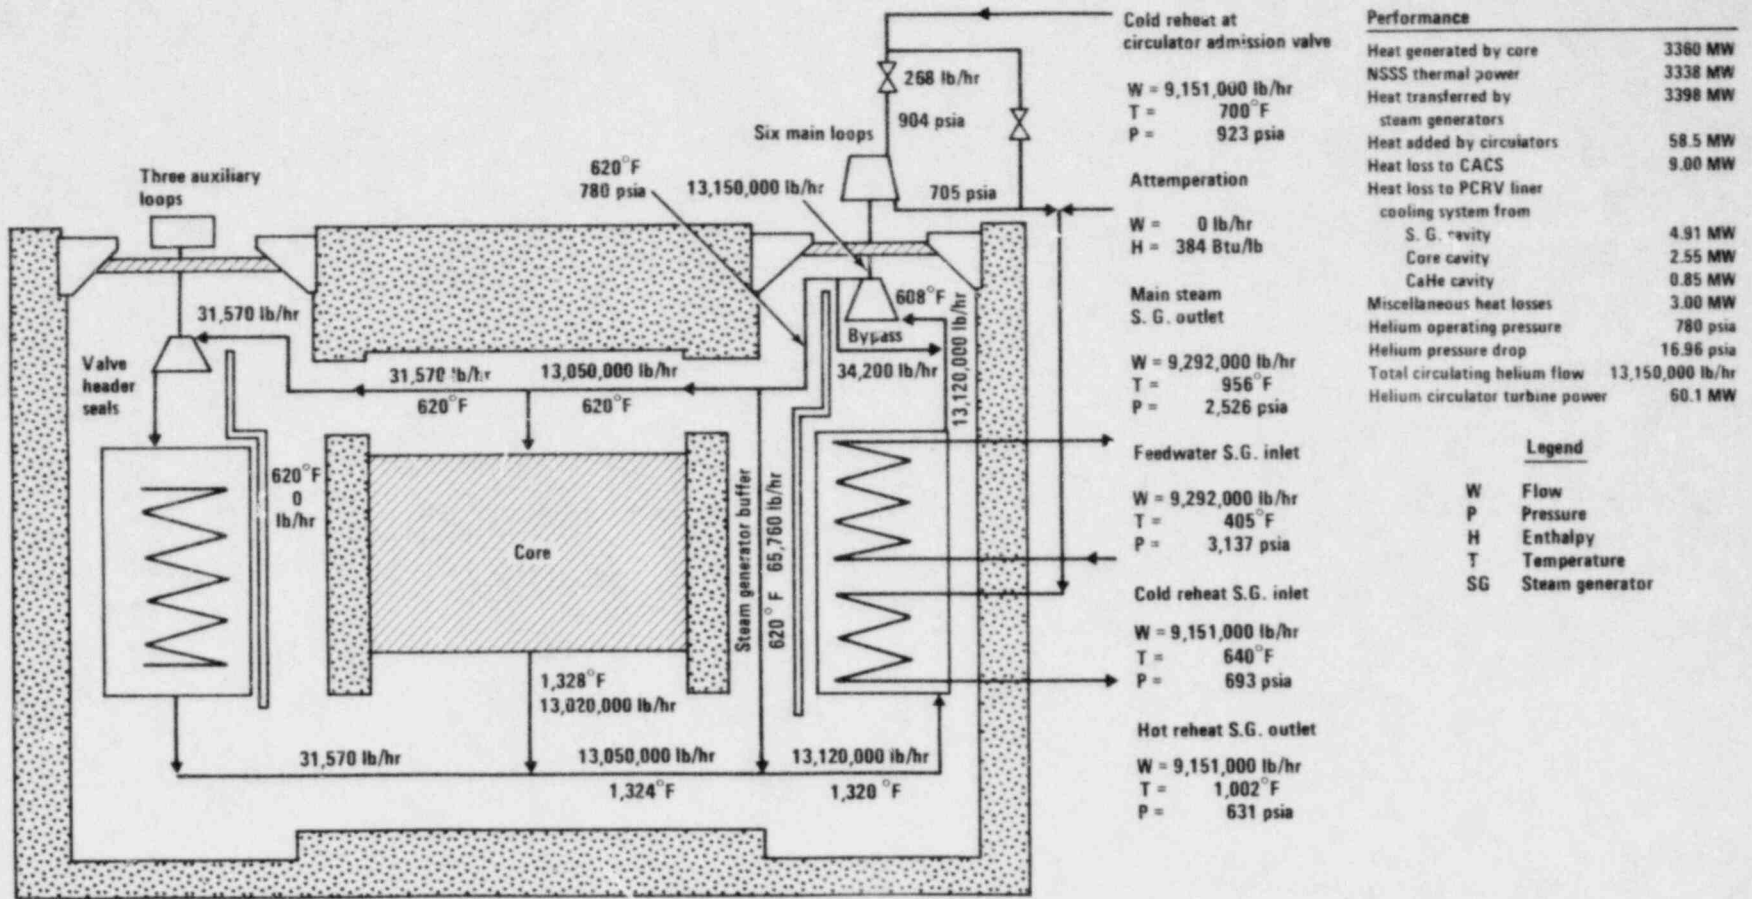 Six main loops
268 lb/hr
904 psia
620°F
780 psia
13,150,000 lb/hr
705 psia
Three auxiliary
loops
31,570 lb/hr
608°F
Bypass
34,200 lb/hr
13,120,000 lb/hr
Valve
header
seals
31,570 lb/hr
620°F
13,050,000 lb/hr
620°F
620°F
0
lb/hr
Core
Steam generator buffer
620° F 65,760 lb/hr
1,328°F
13,020,000 lb/hr
31,570 lb/hr
13,050,000 lb/hr
1,324°F
13,120,000 lb/hr
1,320 °F
Cold reheat at
circulator admission valve
W = 9,151,000 lb/hr
T = 700°F
P = 923 psia
Attemperation
W = 0 lb/hr
H = 384 Btu/lb
Main steam
S. G. outlet
W = 9,292,000 lb/hr
T = 956°F
P = 2,526 psia
Feedwater S.G. inlet
W = 9,292,000 lb/hr
T = 405°F
P = 3,137 psia
Cold reheat S.G. inlet
W = 9,151,000 lb/hr
T = 640°F
P = 693 psia
Hot reheat S.G. outlet
W = 9,151,000 lb/hr
T = 1,002°F
P = 631 psia
Performance
Heat generated by core 3360 MW
NSSS thermal power 3338 MW
Heat transferred by 3398 MW
steam generators
Heat added by circulators 58.5 MW
Heat loss to CACS 9.00 MW
Heat loss to PCRV liner
cooling system from
S. G. cavity 4.91 MW
Core cavity 2.55 MW
CaHe cavity 0.85 MW
Miscellaneous heat losses 3.00 MW
Helium operating pressure 780 psia
Helium pressure drop 16.96 psia
Total circulating helium flow 13,150,000 lb/hr
Helium circulator turbine power 60.1 MW
Legend
W Flow
P Pressure
H Enthalpy
T Temperature
SG Steam generator